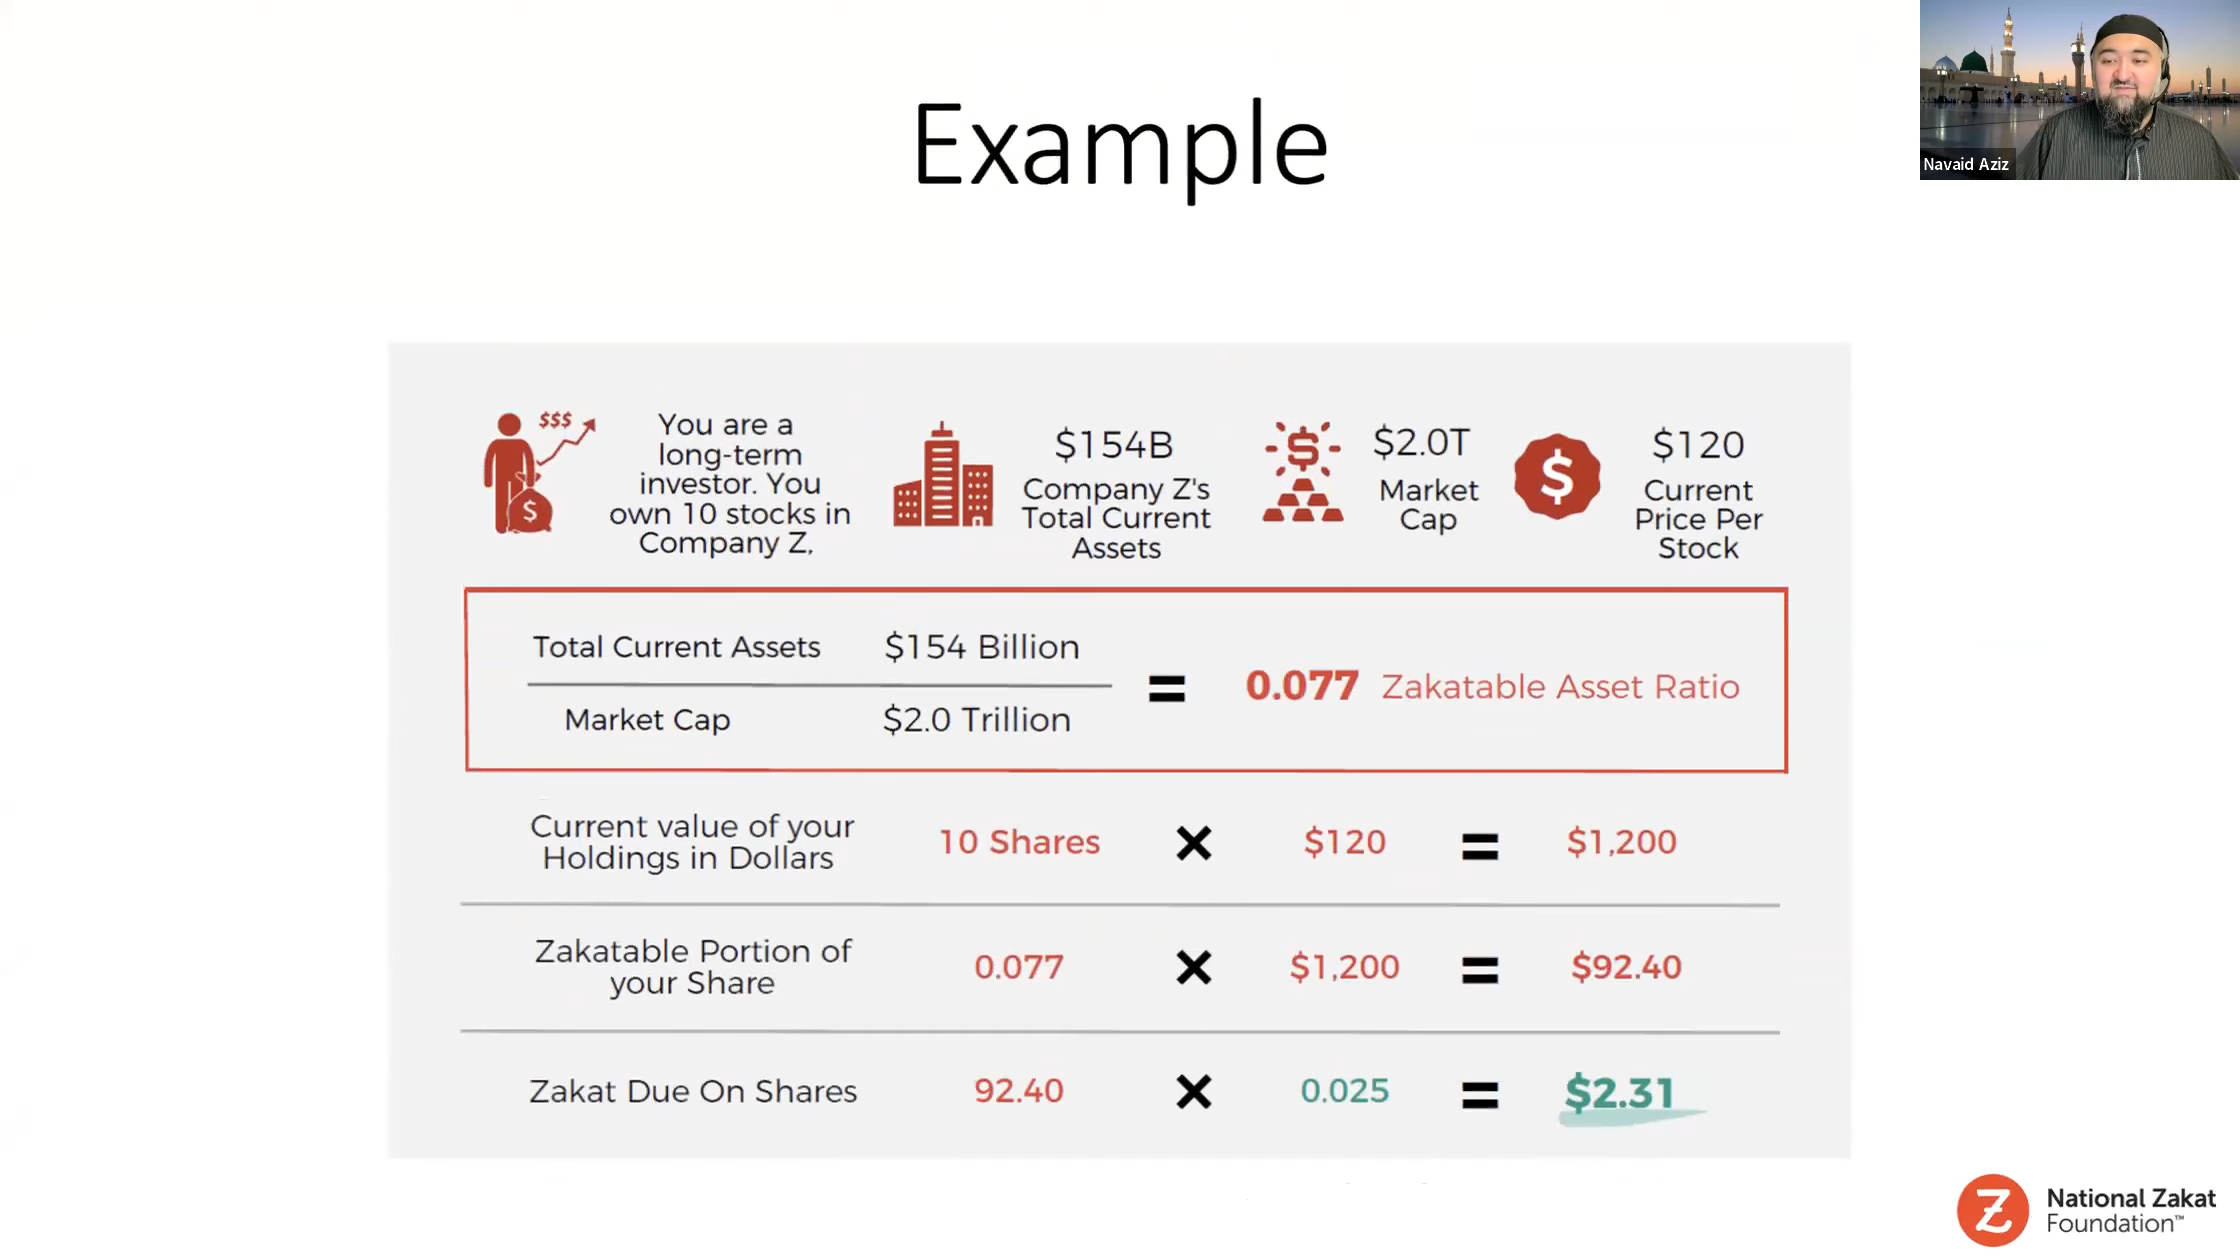 Example
Navaid Aziz
$$$
$
You are a
long-term
investor. You
own 10 stocks in
Company Z,
$154B
Company Z's
Total Current
Assets
$
$2.0T
Market
Cap
$
$120
Current
Price Per
Stock
Total Current Assets $154 Billion
Market Cap $2.0 Trillion
= 0.077 Zakatable Asset Ratio
Current value of your
Holdings in Dollars
10 Shares × $120 = $1,200
Zakatable Portion of
your Share
0.077 × $1,200 = $92.40
Zakat Due On Shares 92.40 × 0.025 = $2.31
Z
National Zakat
Foundation™